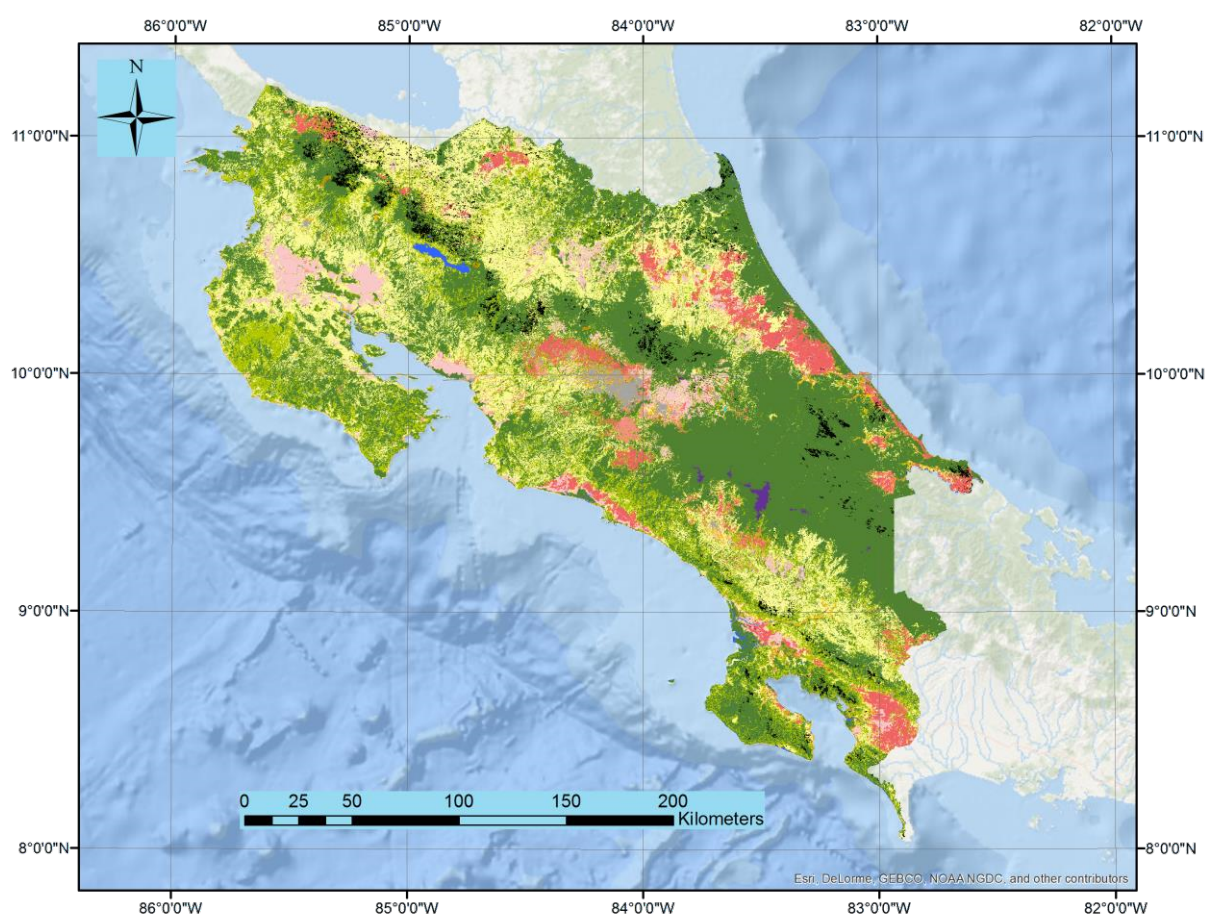 86°0'0"W 85°0'0"W 84°0'0"W 83°0'0"W 82°0'0"W
N
11°0'0"N 11°0'0"N
10°0'0"N 10°0'0"N
9°0'0"N 9°0'0"N
0 25 50 100 150 200
Kilometers
8°0'0"N 8°0'0"N
Esri, DeLorme, GEBCO, NOAA NGDC, and other contributors
86°0'0"W 85°0'0"W 84°0'0"W 83°0'0"W 82°0'0"W